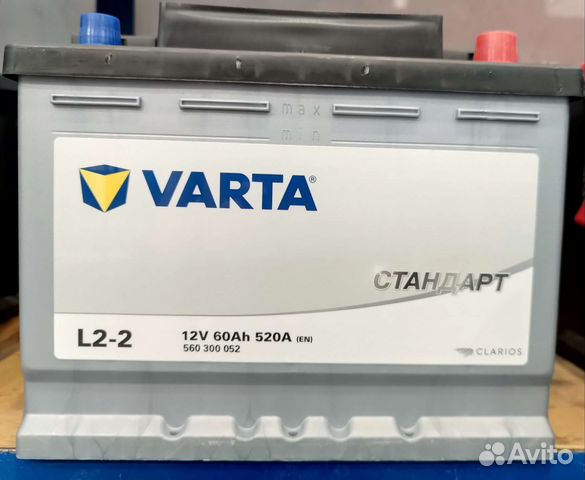 max
min
VARTA®
СТАНДАРТ
L2-2
12V 60Ah 520A (EN)
560 300 052
CLARIOS
Avito